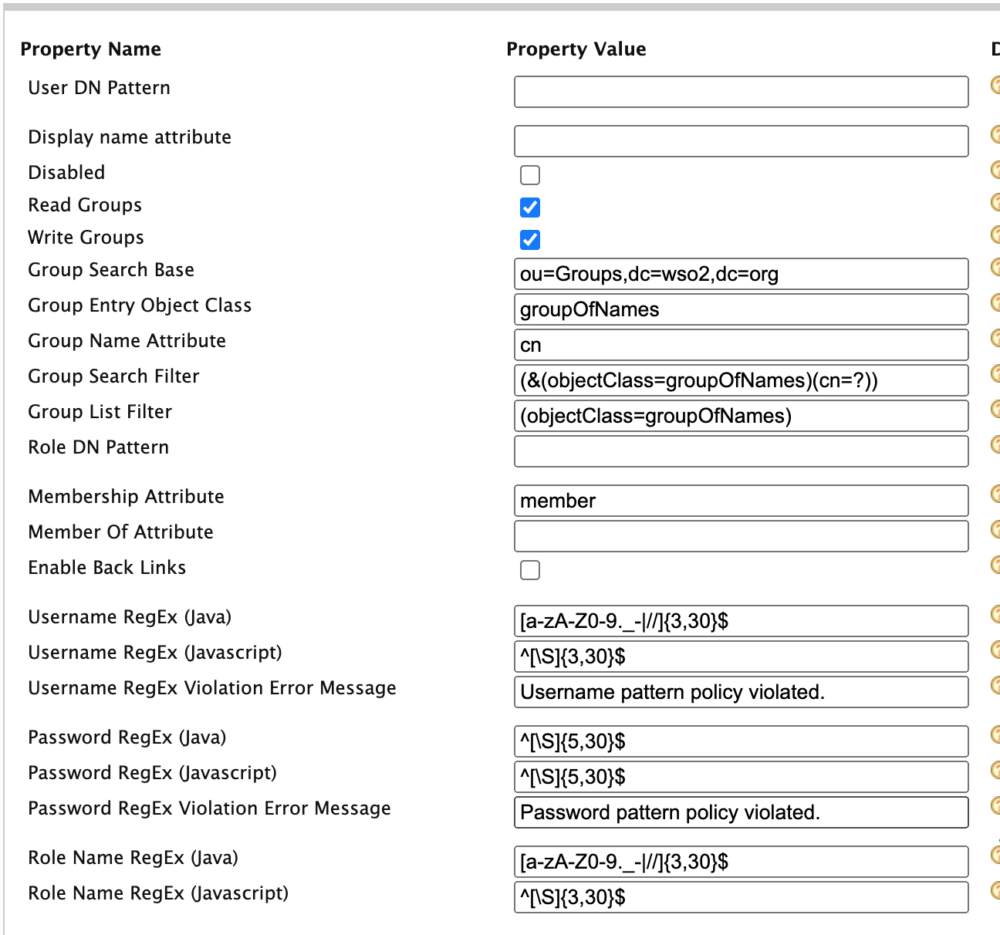 Property Name Property Value D
User DN Pattern
Display name attribute
Disabled
Read Groups
Write Groups
Group Search Base ou=Groups,dc=wso2,dc=org
Group Entry Object Class groupOfNames
Group Name Attribute cn
Group Search Filter (&(objectClass=groupOfNames)(cn=?))
Group List Filter (objectClass=groupOfNames)
Role DN Pattern
Membership Attribute member
Member Of Attribute
Enable Back Links
Username RegEx (Java) [a-zA-Z0-9._-|//]{3,30}$
Username RegEx (Javascript) ^[\S]{3,30}$
Username RegEx Violation Error Message Username pattern policy violated.
Password RegEx (Java) ^[\S]{5,30}$
Password RegEx (Javascript) ^[\S]{5,30}$
Password RegEx Violation Error Message Password pattern policy violated.
Role Name RegEx (Java) [a-zA-Z0-9._-|//]{3,30}$
Role Name RegEx (Javascript) ^[\S]{3,30}$